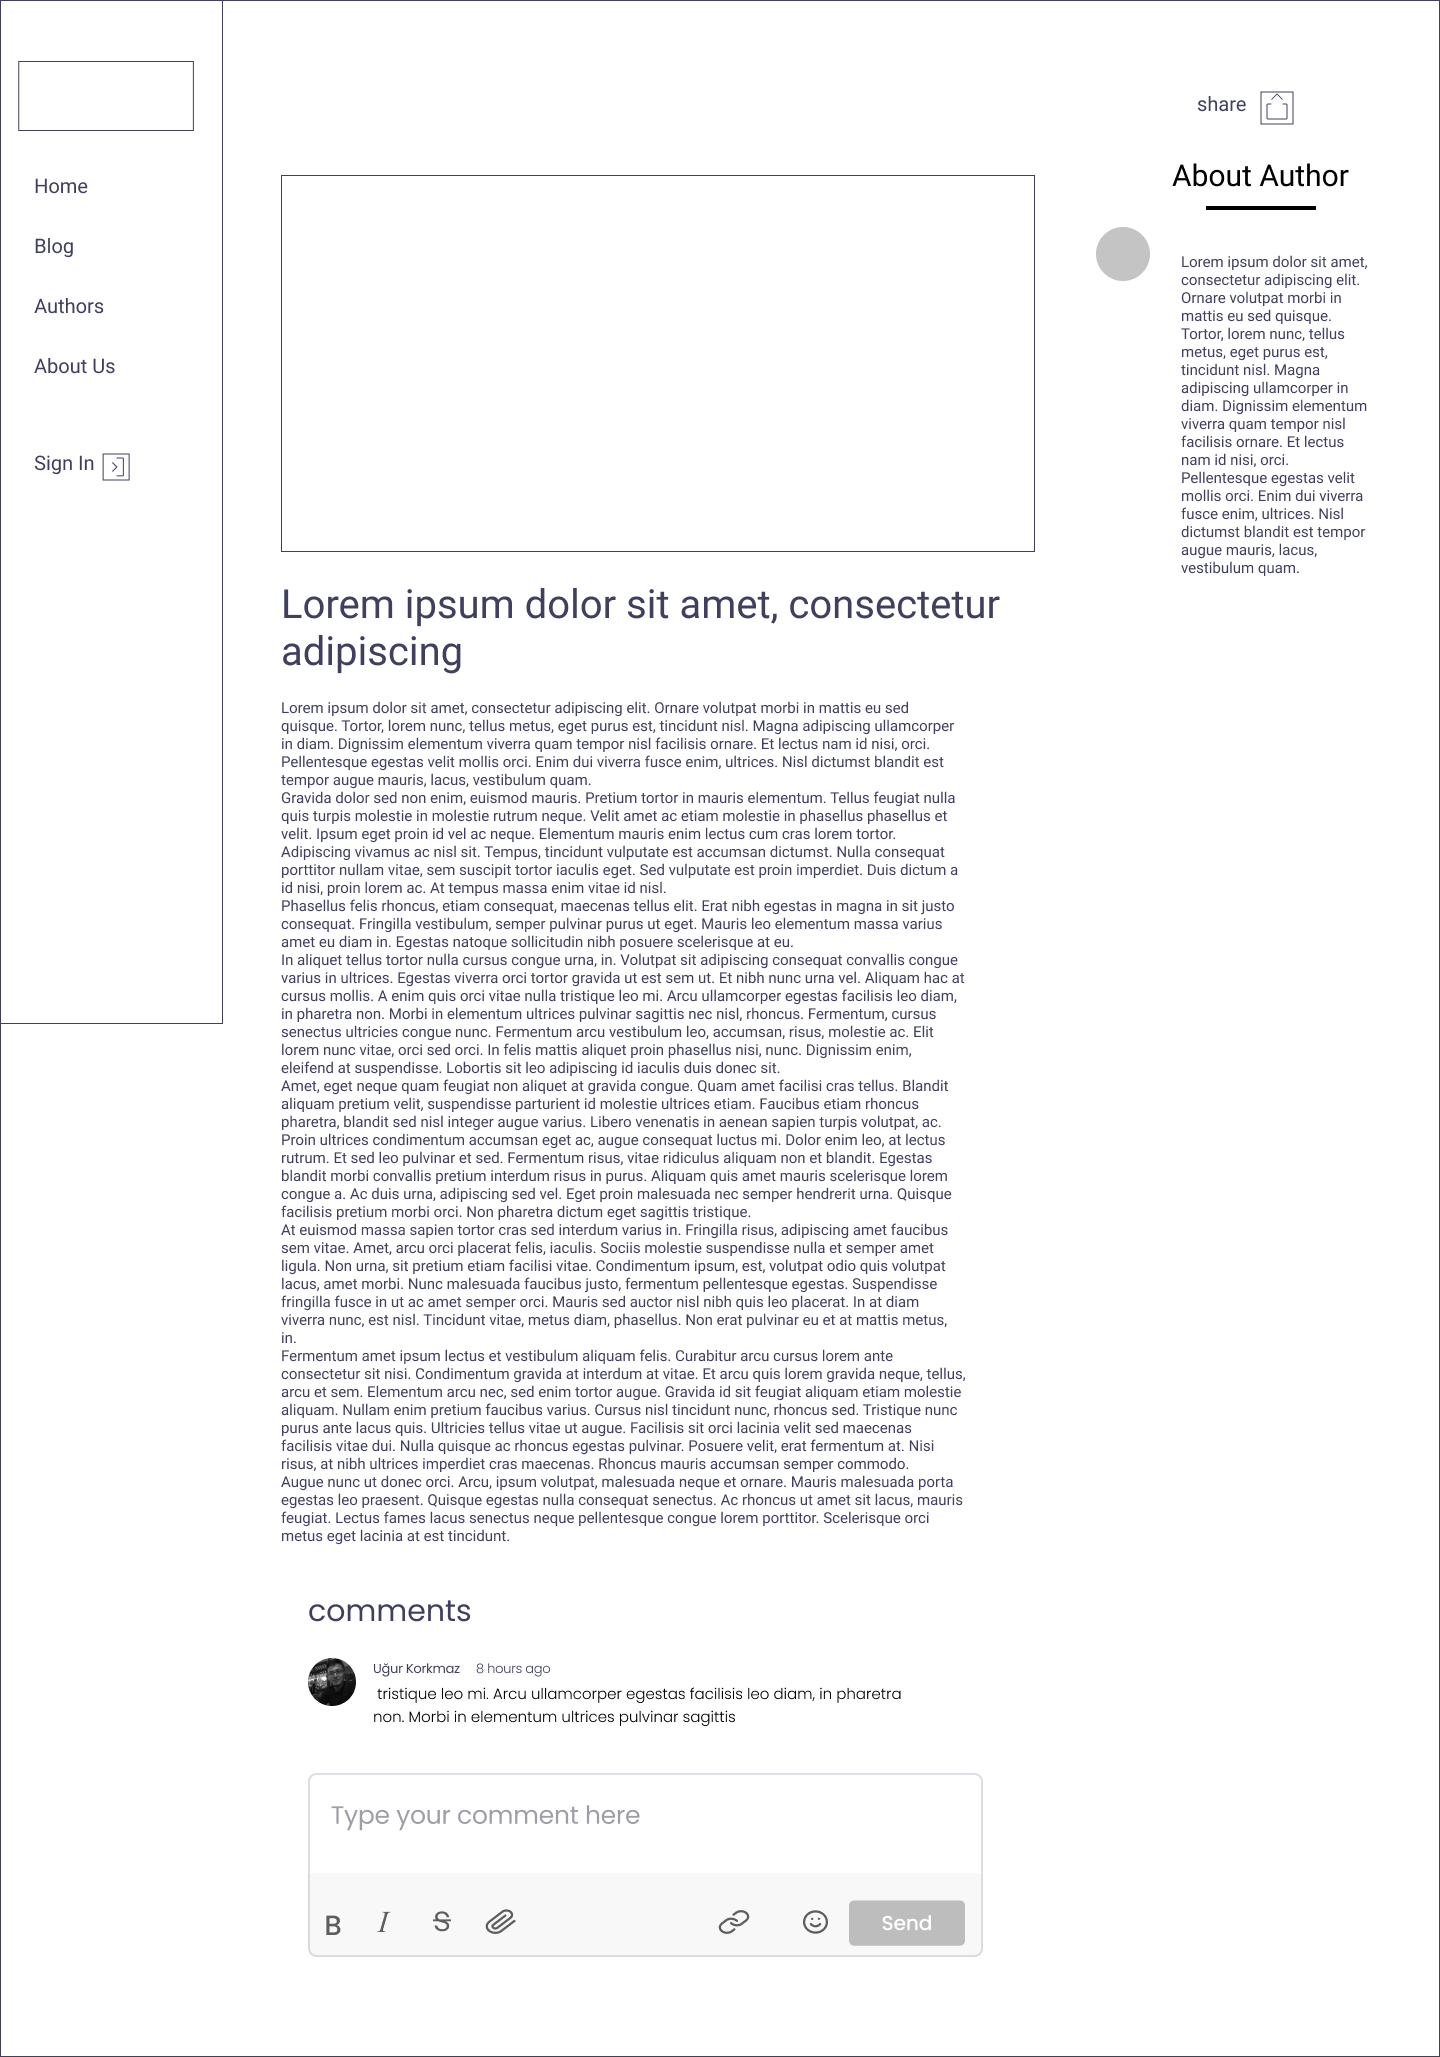 Home
Blog
Authors
About Us
Sign In
share
About Author
Lorem ipsum dolor sit amet,
consectetur adipiscing elit.
Ornare volutpat morbi in
mattis eu sed quisque.
Tortor, lorem nunc, tellus
metus, eget purus est,
tincidunt nisl. Magna
adipiscing ullamcorper in
diam. Dignissim elementum
viverra quam tempor nisl
facilisis ornare. Et lectus
nam id nisi, orci.
Pellentesque egestas velit
mollis orci. Enim dui viverra
fusce enim, ultrices. Nisl
dictumst blandit est tempor
augue mauris, lacus,
vestibulum quam.
Lorem ipsum dolor sit amet, consectetur
adipiscing
Lorem ipsum dolor sit amet, consectetur adipiscing elit. Ornare volutpat morbi in mattis eu sed
quisque. Tortor, lorem nunc, tellus metus, eget purus est, tincidunt nisl. Magna adipiscing ullamcorper
in diam. Dignissim elementum viverra quam tempor nisl facilisis ornare. Et lectus nam id nisi, orci.
Pellentesque egestas velit mollis orci. Enim dui viverra fusce enim, ultrices. Nisl dictumst blandit est
tempor augue mauris, lacus, vestibulum quam.
Gravida dolor sed non enim, euismod mauris. Pretium tortor in mauris elementum. Tellus feugiat nulla
quis turpis molestie in molestie rutrum neque. Velit amet ac etiam molestie in phasellus phasellus et
velit. Ipsum eget proin id vel ac neque. Elementum mauris enim lectus cum cras lorem tortor.
Adipiscing vivamus ac nisl sit. Tempus, tincidunt vulputate est accumsan dictumst. Nulla consequat
porttitor nullam vitae, sem suscipit tortor iaculis eget. Sed vulputate est proin imperdiet. Duis dictum a
id nisi, proin lorem ac. At tempus massa enim vitae id nisl.
Phasellus felis rhoncus, etiam consequat, maecenas tellus elit. Erat nibh egestas in magna in sit justo
consequat. Fringilla vestibulum, semper pulvinar purus ut eget. Mauris leo elementum massa varius
amet eu diam in. Egestas natoque sollicitudin nibh posuere scelerisque at eu.
In aliquet tellus tortor nulla cursus congue urna, in. Volutpat sit adipiscing consequat convallis congue
varius in ultrices. Egestas viverra orci tortor gravida ut est sem ut. Et nibh nunc urna vel. Aliquam hac at
cursus mollis. A enim quis orci vitae nulla tristique leo mi. Arcu ullamcorper egestas facilisis leo diam,
in pharetra non. Morbi in elementum ultrices pulvinar sagittis nec nisl, rhoncus. Fermentum, cursus
senectus ultricies congue nunc. Fermentum arcu vestibulum leo, accumsan, risus, molestie ac. Elit
lorem nunc vitae, orci sed orci. In felis mattis aliquet proin phasellus nisi, nunc. Dignissim enim,
eleifend at suspendisse. Lobortis sit leo adipiscing id iaculis duis donec sit.
Amet, eget neque quam feugiat non aliquet at gravida congue. Quam amet facilisi cras tellus. Blandit
aliquam pretium velit, suspendisse parturient id molestie ultrices etiam. Faucibus etiam rhoncus
pharetra, blandit sed nisl integer augue varius. Libero venenatis in aenean sapien turpis volutpat, ac.
Proin ultrices condimentum accumsan eget ac, augue consequat luctus mi. Dolor enim leo, at lectus
rutrum. Et sed leo pulvinar et sed. Fermentum risus, vitae ridiculus aliquam non et blandit. Egestas
blandit morbi convallis pretium interdum risus in purus. Aliquam quis amet mauris scelerisque lorem
congue a. Ac duis urna, adipiscing sed vel. Eget proin malesuada nec semper hendrerit urna. Quisque
facilisis pretium morbi orci. Non pharetra dictum eget sagittis tristique.
At euismod massa sapien tortor cras sed interdum varius in. Fringilla risus, adipiscing amet faucibus
sem vitae. Amet, arcu orci placerat felis, iaculis. Sociis molestie suspendisse nulla et semper amet
ligula. Non urna, sit pretium etiam facilisi vitae. Condimentum ipsum, est, volutpat odio quis volutpat
lacus, amet morbi. Nunc malesuada faucibus justo, fermentum pellentesque egestas. Suspendisse
fringilla fusce in ut ac amet semper orci. Mauris sed auctor nisl nibh quis leo placerat. In at diam
viverra nunc, est nisl. Tincidunt vitae, metus diam, phasellus. Non erat pulvinar eu et at mattis metus,
in.
Fermentum amet ipsum lectus et vestibulum aliquam felis. Curabitur arcu cursus lorem ante
consectetur sit nisi. Condimentum gravida at interdum at vitae. Et arcu quis lorem gravida neque, tellus,
arcu et sem. Elementum arcu nec, sed enim tortor augue. Gravida id sit feugiat aliquam etiam molestie
aliquam. Nullam enim pretium faucibus varius. Cursus nisl tincidunt nunc, rhoncus sed. Tristique nunc
purus ante lacus quis. Ultricies tellus vitae ut augue. Facilisis sit orci lacinia velit sed maecenas
facilisis vitae dui. Nulla quisque ac rhoncus egestas pulvinar. Posuere velit, erat fermentum at. Nisi
risus, at nibh ultrices imperdiet cras maecenas. Rhoncus mauris accumsan semper commodo.
Augue nunc ut donec orci. Arcu, ipsum volutpat, malesuada neque et ornare. Mauris malesuada porta
egestas leo praesent. Quisque egestas nulla consequat senectus. Ac rhoncus ut amet sit lacus, mauris
feugiat. Lectus fames lacus senectus neque pellentesque congue lorem porttitor. Scelerisque orci
metus eget lacinia at est tincidunt.
comments
Uğur Korkmaz 8 hours ago
tristique leo mi. Arcu ullamcorper egestas facilisis leo diam, in pharetra
non. Morbi in elementum ultrices pulvinar sagittis
Type your comment here
B I S Send